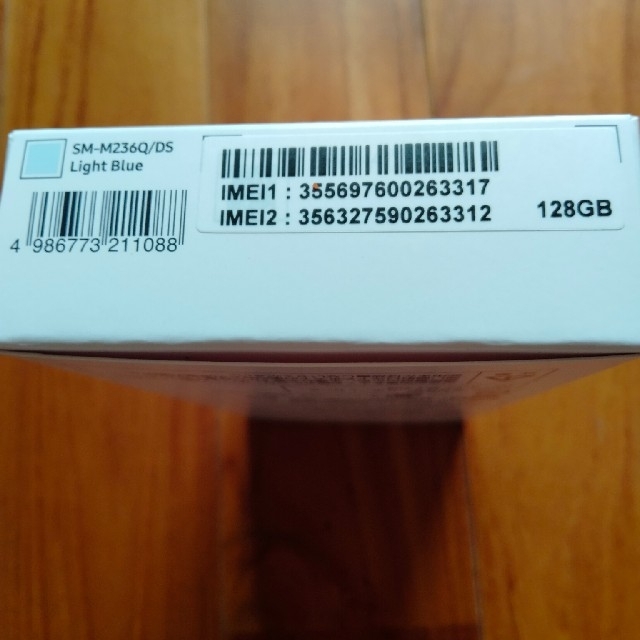 SM-M236Q/DS
Light Blue
4 986773 211088
IMEI1 : 355697600263317
IMEI2 : 356327590263312
128GB